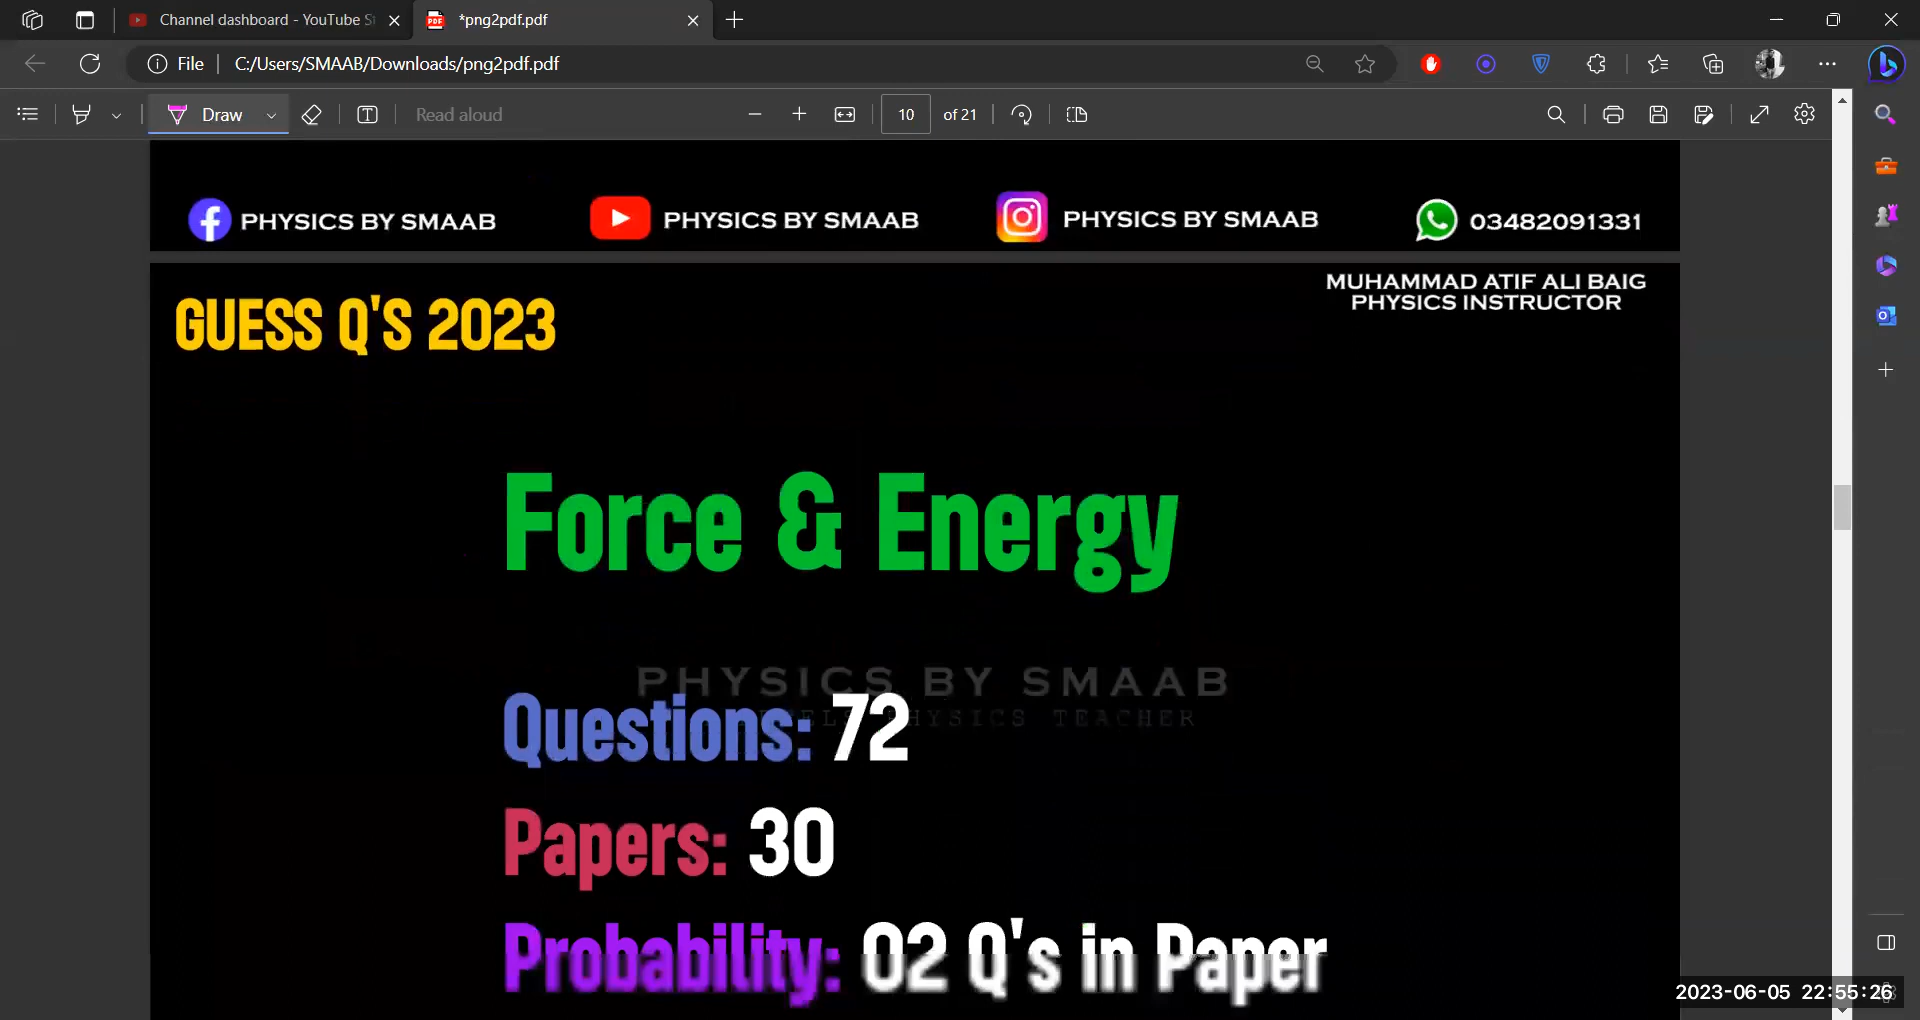 Channel dashboard - YouTube S
*png2pdf.pdf
File
C:/Users/SMAAB/Downloads/png2pdf.pdf
Draw
Read aloud
10 of 21
PHYSICS BY SMAAB
PHYSICS BY SMAAB
PHYSICS BY SMAAB
03482091331
MUHAMMAD ATIF ALI BAIG
PHYSICS INSTRUCTOR
GUESS Q'S 2023
Force & Energy
PHYSICS BY SMAAB
PHYSICS TEACHER
Questions: 72
Papers: 30
Probability: 02 Q's in Paper
2023-06-05 22:55:26